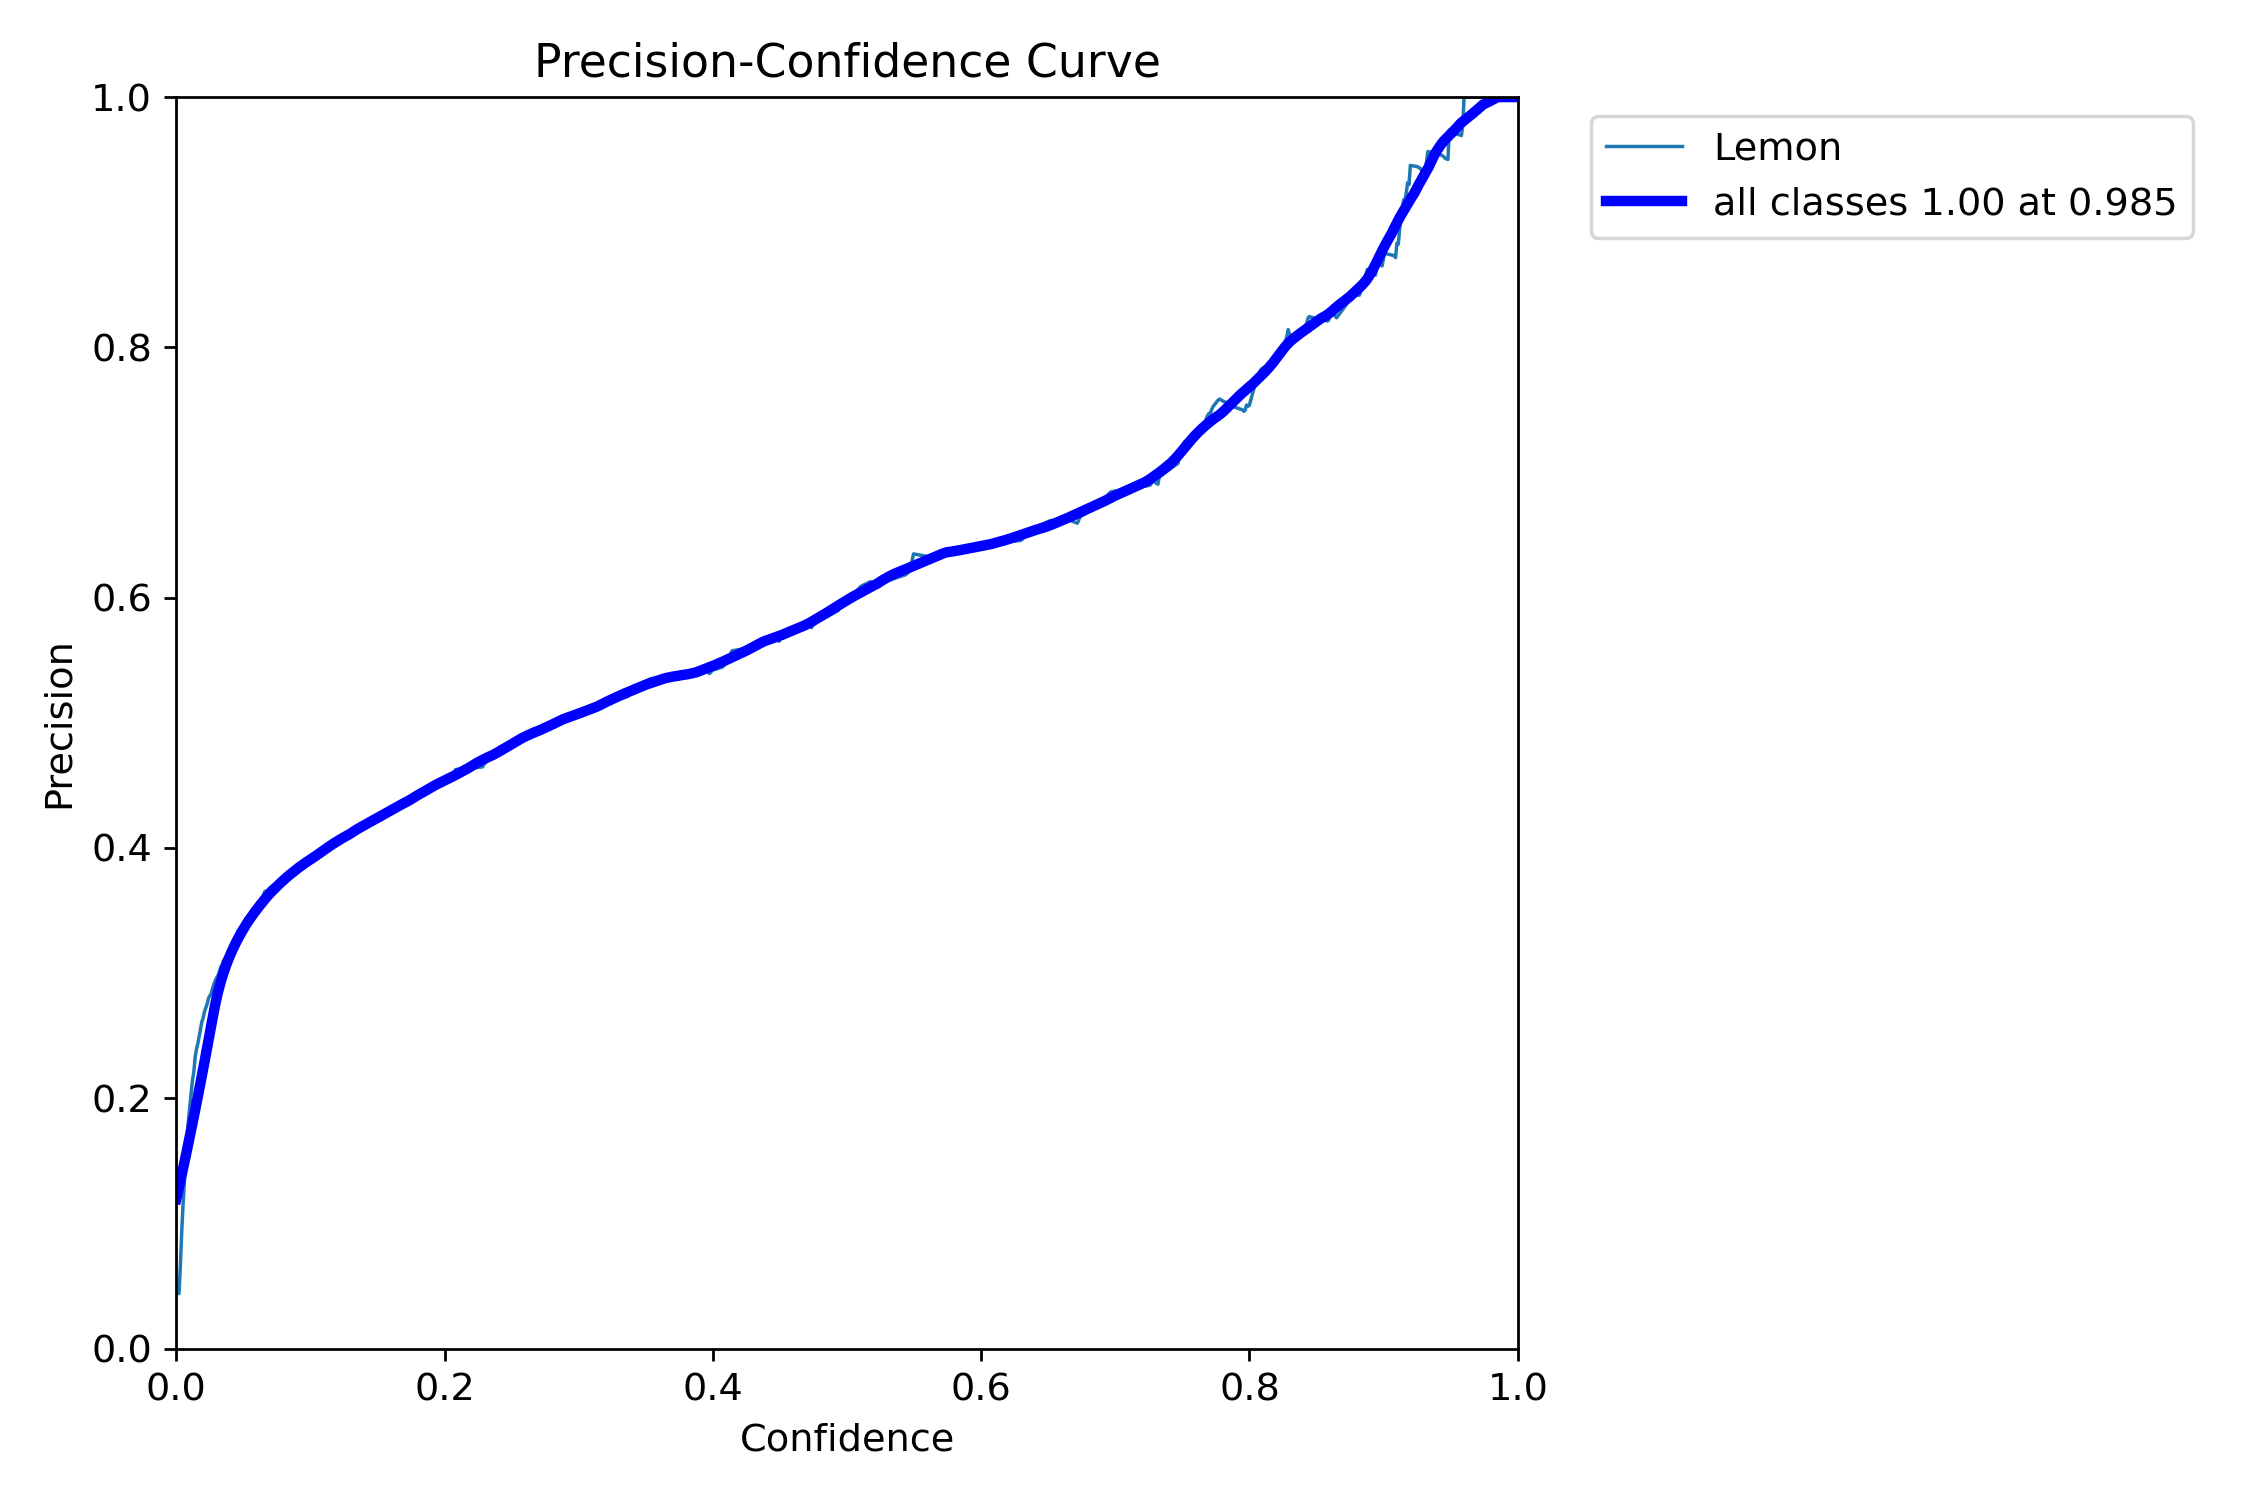 Precision-Confidence Curve
Lemon
all classes 1.00 at 0.985
Precision
1.0
0.8
0.6
0.4
0.2
0.0
0.0 0.2 0.4 0.6 0.8 1.0
Confidence